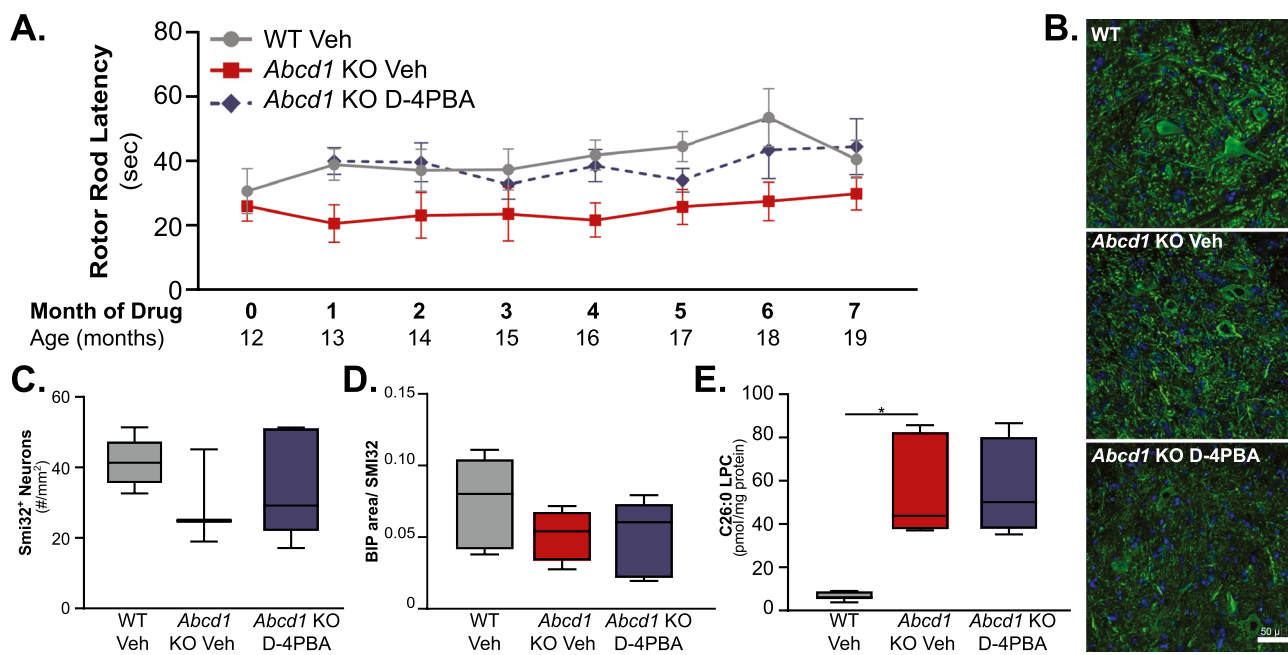 A.
80
60
40
20
0
Rotor Rod Latency
(sec)
WT Veh
Abcd1 KO Veh
Abcd1 KO D-4PBA
Month of Drug 0 1 2 3 4 5 6 7
Age (months) 12 13 14 15 16 17 18 19
B.
WT
Abcd1 KO Veh
Abcd1 KO D-4PBA
50 µ
C.
60
40
20
0
Smi32+ Neurons
(#/mm²)
WT
Veh
Abcd1
KO Veh
Abcd1 KO
D-4PBA
D.
0.15
0.10
0.05
0
BIP area/ SMI32
WT
Veh
Abcd1
KO Veh
Abcd1 KO
D-4PBA
E.
100
80
60
40
20
0
C26:0 LPC
(pmol/mg protein)
*
WT
Veh
Abcd1
KO Veh
Abcd1 KO
D-4PBA